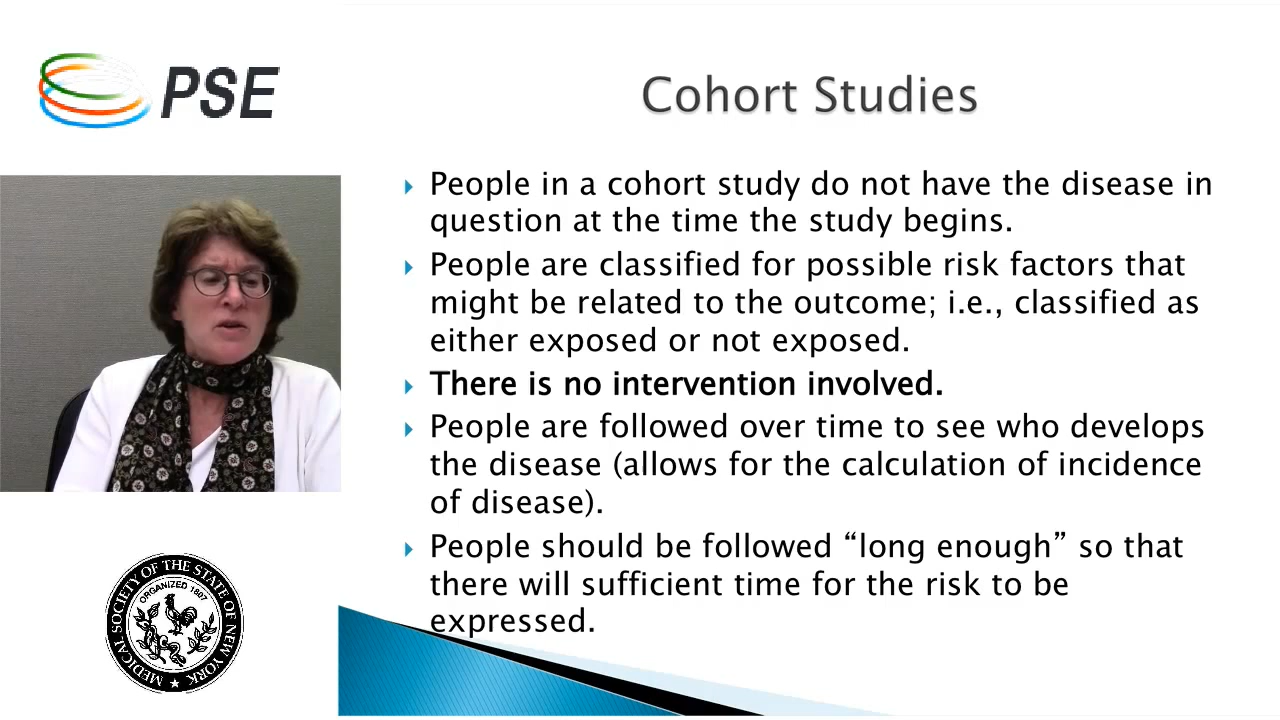 PSE
Cohort Studies
People in a cohort study do not have the disease in
question at the time the study begins.
People are classified for possible risk factors that
might be related to the outcome; i.e., classified as
either exposed or not exposed.
There is no intervention involved.
People are followed over time to see who develops
the disease (allows for the calculation of incidence
of disease).
People should be followed “long enough” so that
there will sufficient time for the risk to be
expressed.
MEDICAL SOCIETY OF THE STATE OF NEW YORK
ORGANIZED 1807